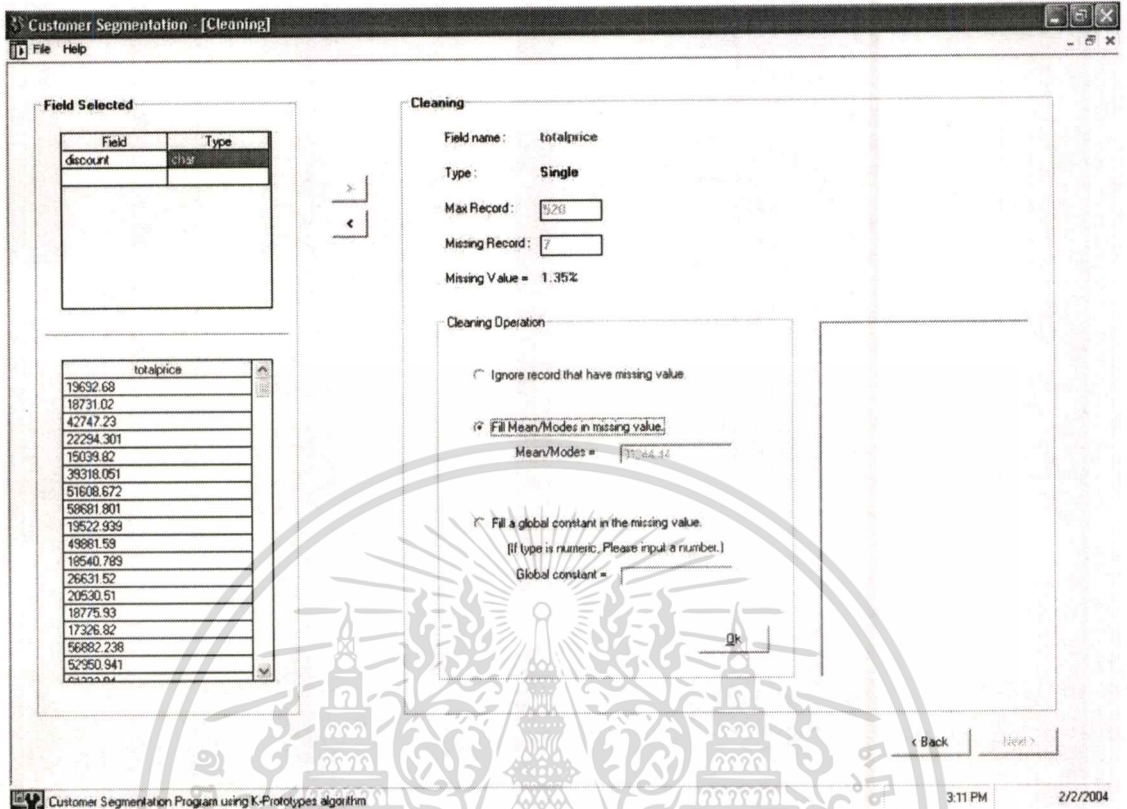 Customer Segmentation - [Cleaning]
File Help
Field Selected
Field Type
discount char
totalprice
19692.68
18731.02
42747.23
22294.301
15039.82
39318.051
51608.672
58681.801
19522.939
49881.59
18540.789
26631.52
20530.51
18775.93
17326.82
56882.238
52950.941
>
<
Cleaning
Field name : totalprice
Type : Single
Max Record : 520
Missing Record : 7
Missing Value = 1.35%
Cleaning Operation
Ignore record that have missing value.
Fill Mean/Modes in missing value.
Mean/Modes =
Fill a global constant in the missing value.
(If type is numeric, Please input a number.)
Global constant =
Ok
< Back
Next >
Customer Segmentation Program using K-Prototypes algorithm
3:11 PM
2/2/2004